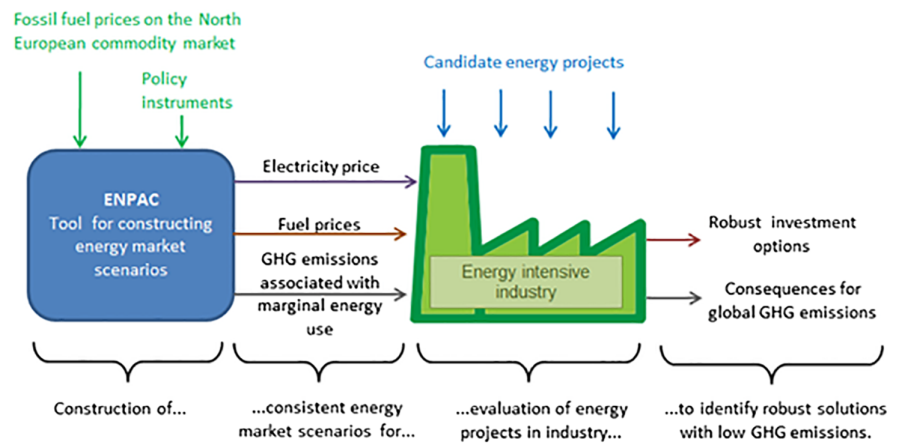 Fossil fuel prices on the North
European commodity market
Policy
instruments
Candidate energy projects
ENPAC
Tool for constructing
energy market
scenarios
Electricity price
Fuel prices
GHG emissions
associated with
marginal energy
use
Energy intensive
industry
Robust investment
options
Consequences for
global GHG emissions
Construction of...
...consistent energy
market scenarios for...
...evaluation of energy
projects in industry...
...to identify robust solutions
with low GHG emissions.